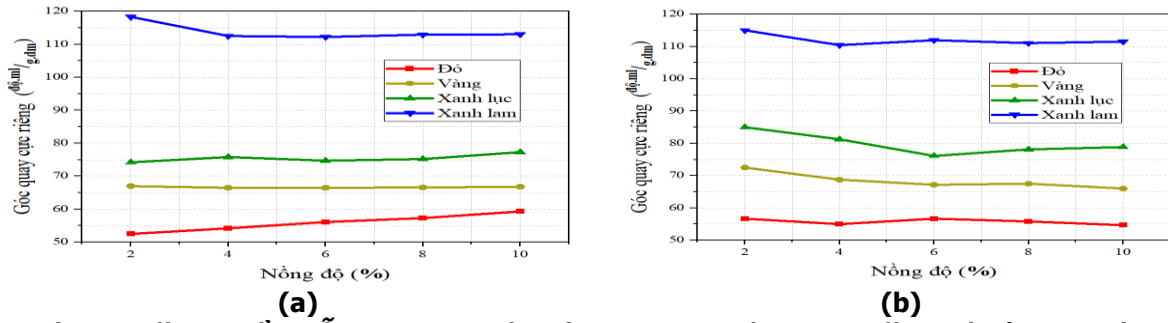 Góc quay cực riêng (độ.ml/g.dm)
120
110
100
90
80
70
60
50
2 4 6 8 10
Nồng độ (%)
Đỏ
Vàng
Xanh lục
Xanh lam
(a)
Góc quay cực riêng (độ.ml/g.dm)
120
110
100
90
80
70
60
50
2 4 6 8 10
Nồng độ (%)
Đỏ
Vàng
Xanh lục
Xanh lam
(b)